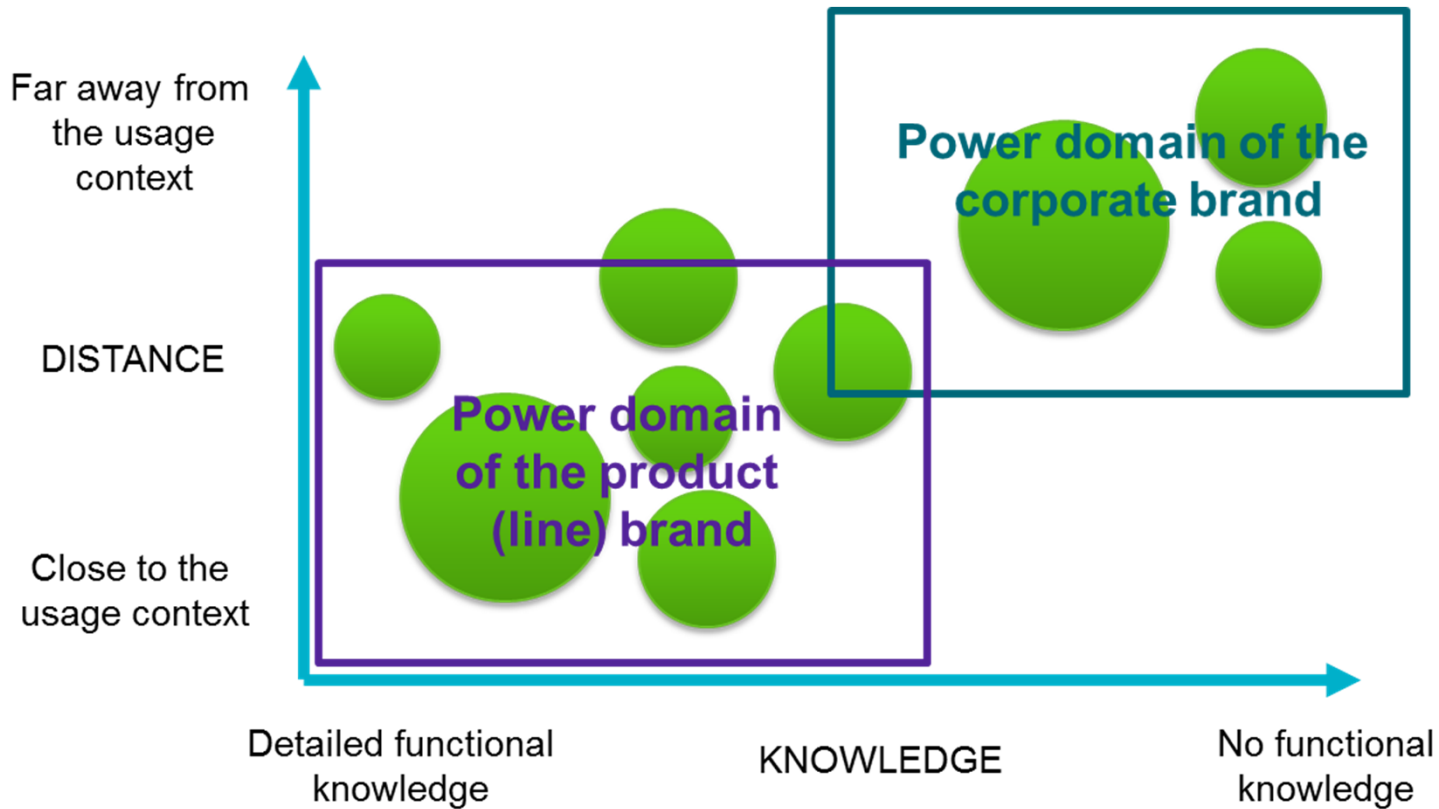 Far away from
the usage
context
Power domain of the
corporate brand
DISTANCE
Power domain
of the product
(line) brand
Close to the
usage context
Detailed functional
knowledge
KNOWLEDGE
No functional
knowledge